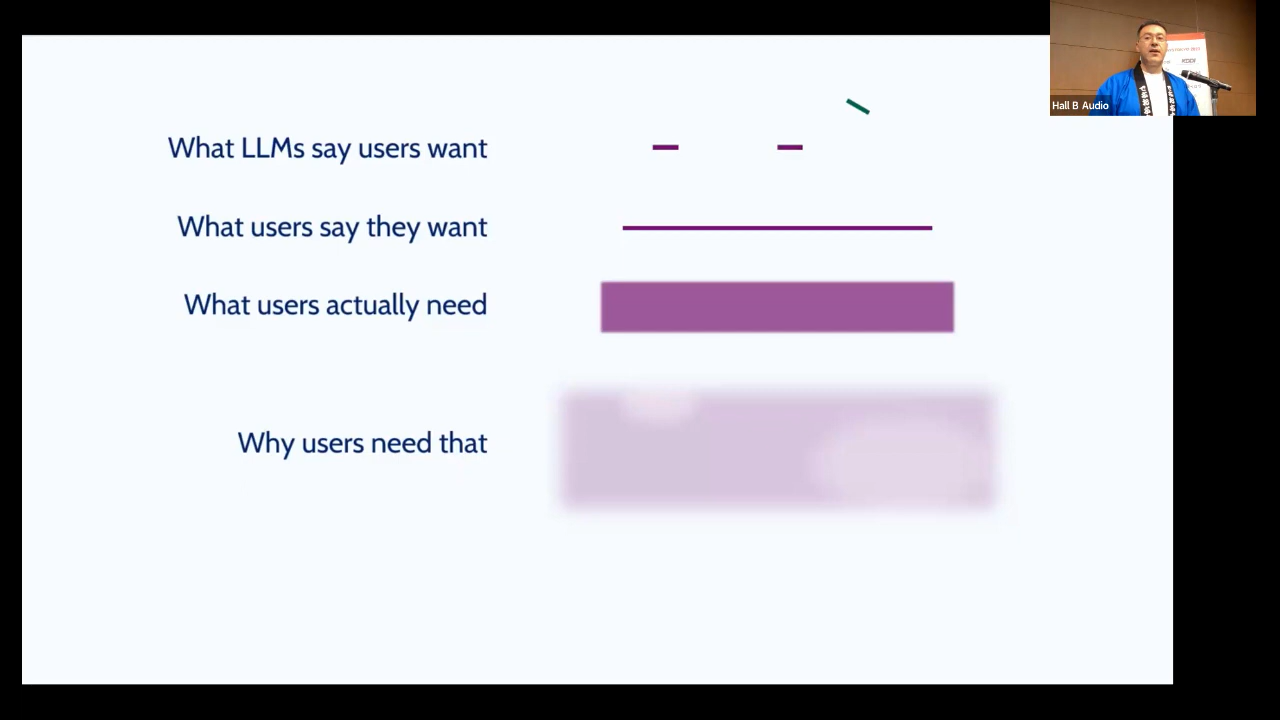 What LLMs say users want
What users say they want
What users actually need
Why users need that
Hall B Audio